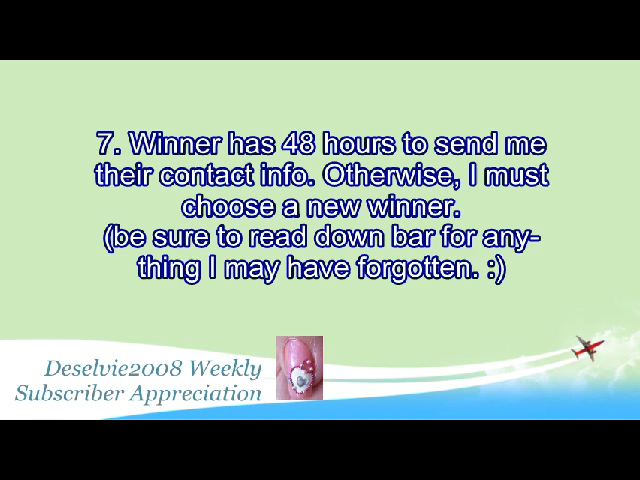 7. Winner has 48 hours to send me
their contact info. Otherwise, I must
choose a new winner.
(be sure to read down bar for any-
thing I may have forgotten. :)
Deselvie2008 Weekly
Subscriber Appreciation